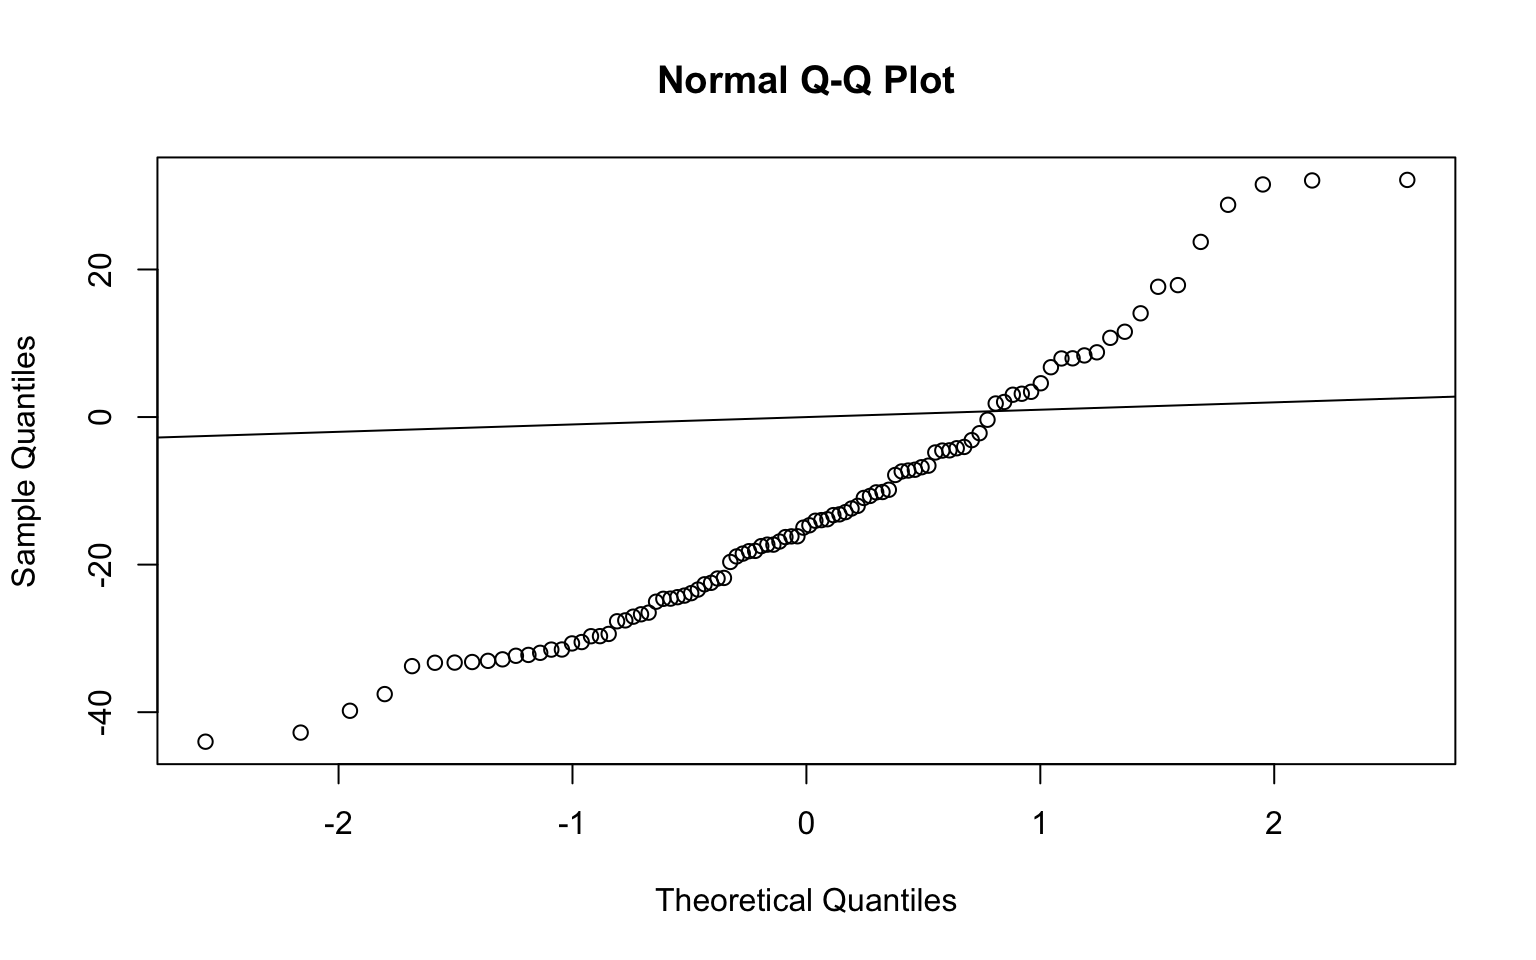 Normal Q-Q Plot
Sample Quantiles
20
0
-20
-40
-2 -1 0 1 2
Theoretical Quantiles